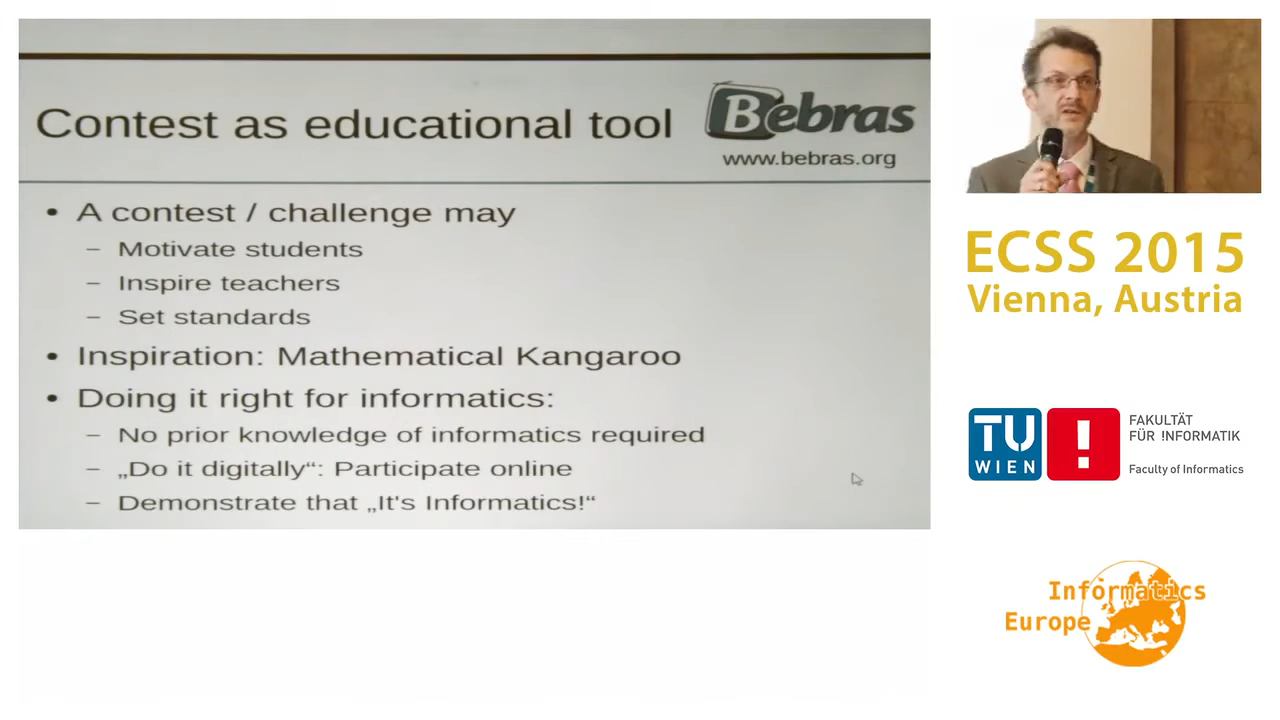 Contest as educational tool
Bebras
www.bebras.org
• A contest / challenge may
– Motivate students
– Inspire teachers
– Set standards
• Inspiration: Mathematical Kangaroo
• Doing it right for informatics:
– No prior knowledge of informatics required
– „Do it digitally“: Participate online
– Demonstrate that „It's Informatics!“
ECSS 2015
Vienna, Austria
TU
WIEN
!
FAKULTÄT
FÜR !NFORMATIK
Faculty of Informatics
Informatics
Europe